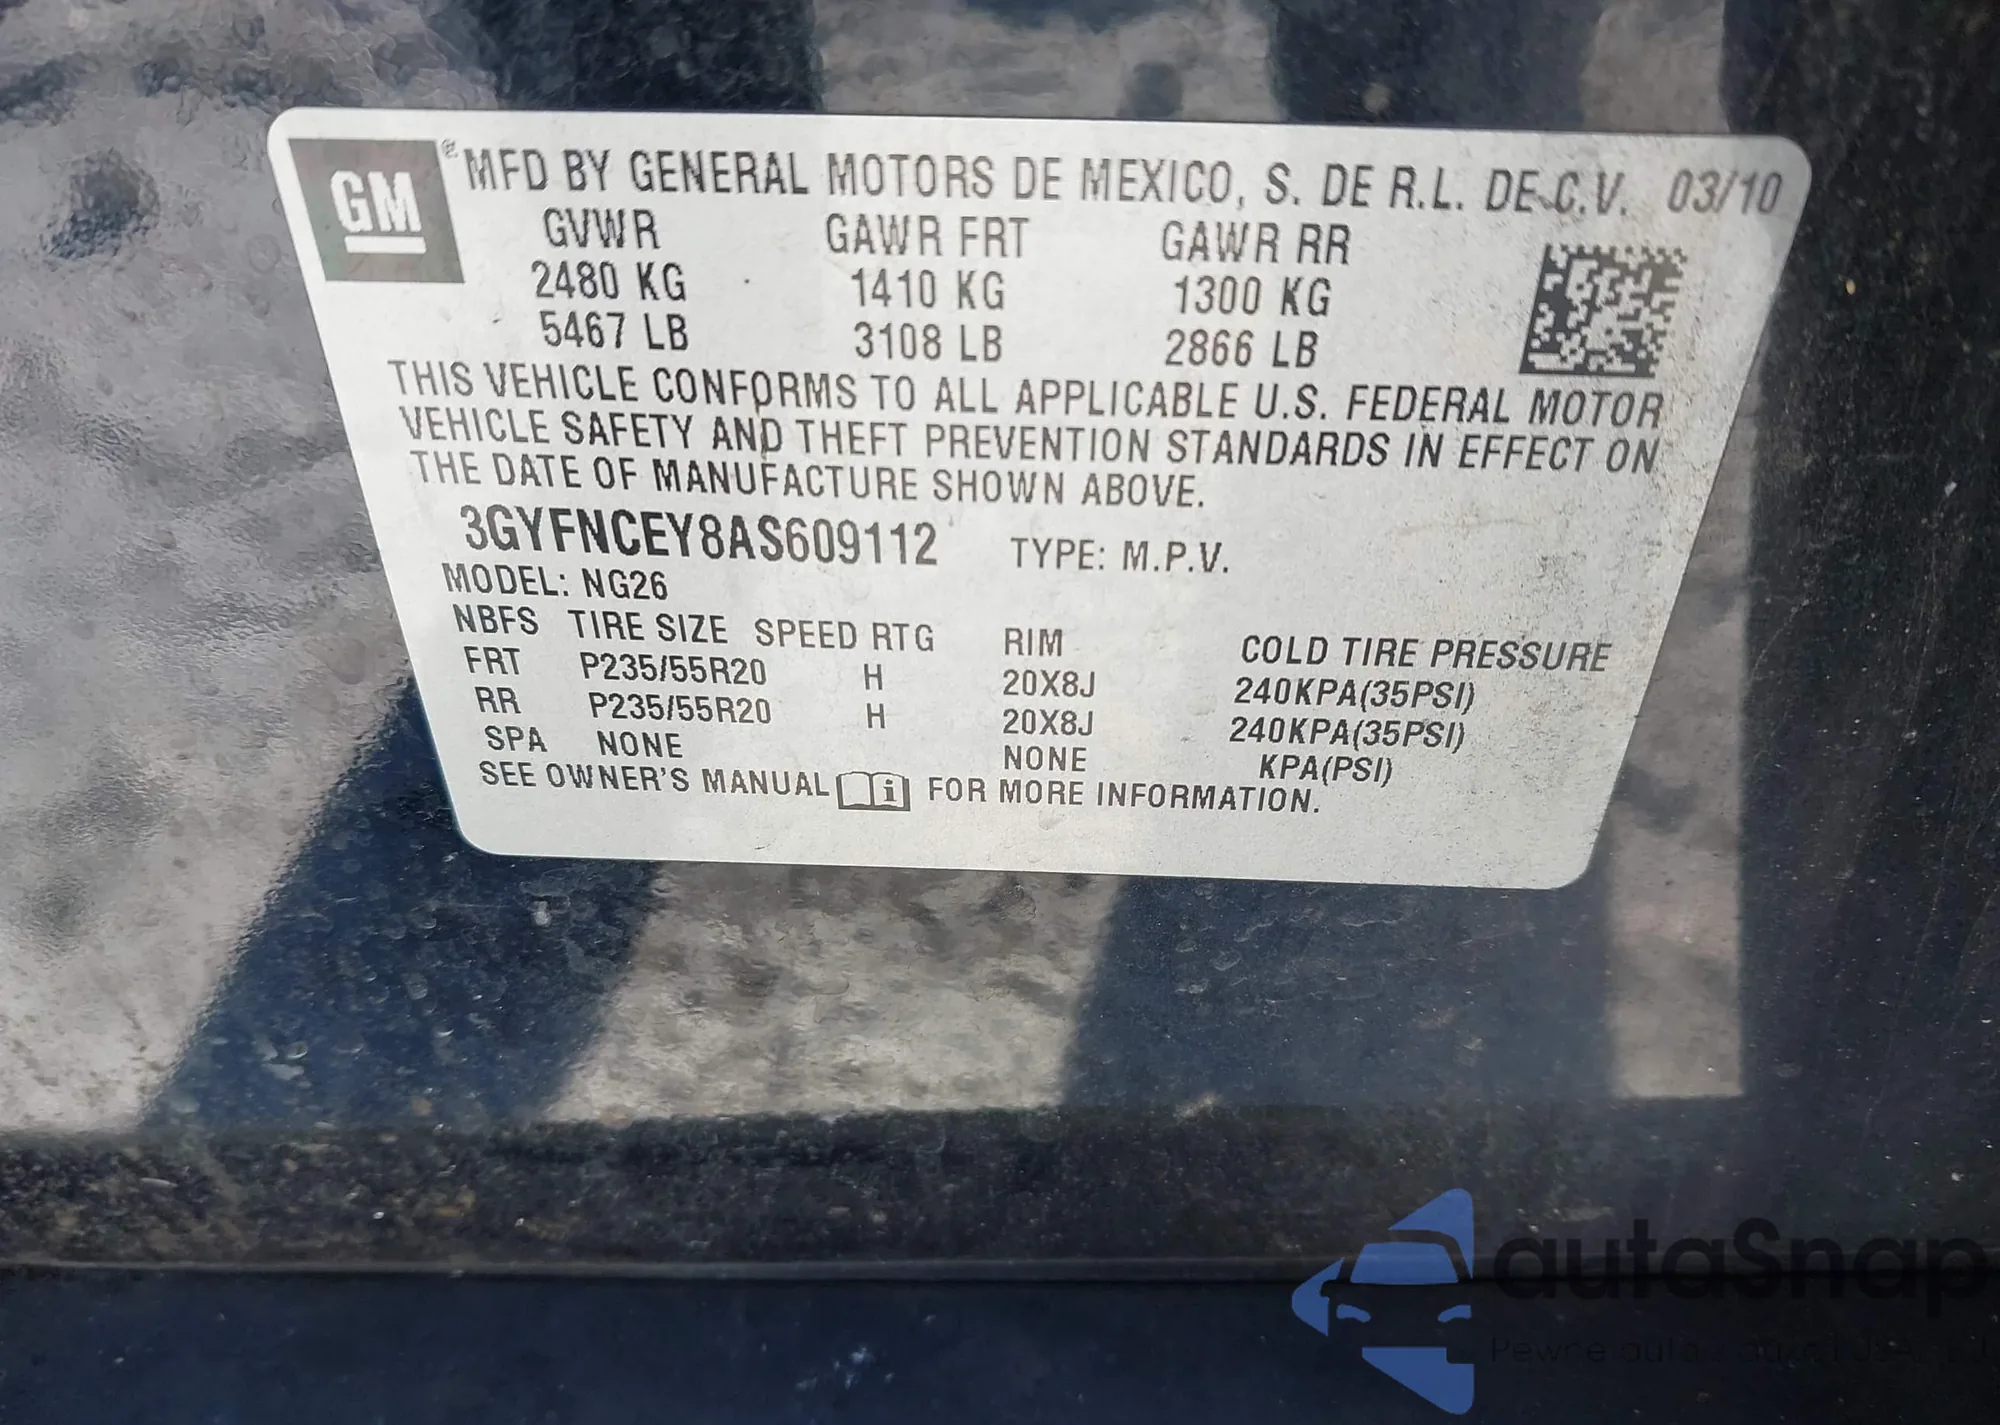 GM ® MFD BY GENERAL MOTORS DE MEXICO, S. DE R.L. DE C.V. 03/10
GVWR GAWR FRT GAWR RR
2480 KG 1410 KG 1300 KG
5467 LB 3108 LB 2866 LB
THIS VEHICLE CONFORMS TO ALL APPLICABLE U.S. FEDERAL MOTOR
VEHICLE SAFETY AND THEFT PREVENTION STANDARDS IN EFFECT ON
THE DATE OF MANUFACTURE SHOWN ABOVE.
3GYFNCEY8AS609112 TYPE: M.P.V.
MODEL: NG26
NBFS TIRE SIZE SPEED RTG RIM COLD TIRE PRESSURE
FRT P235/55R20 H 20X8J 240KPA(35PSI)
RR P235/55R20 H 20X8J 240KPA(35PSI)
SPA NONE NONE KPA(PSI)
SEE OWNER'S MANUAL i FOR MORE INFORMATION.
autaSnap
Pewne auta